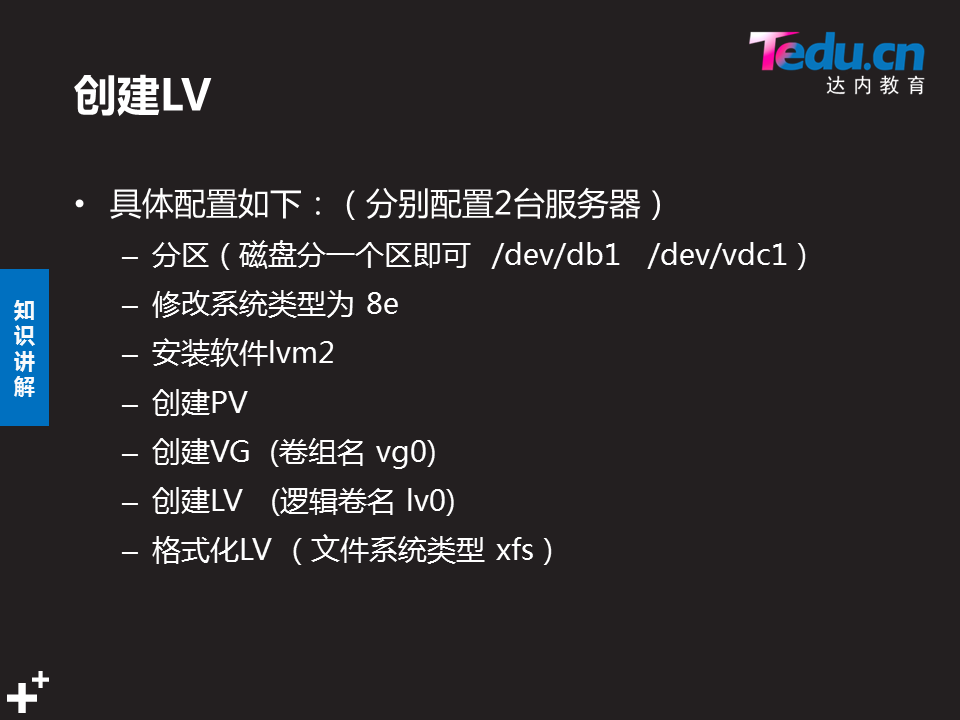 Tedu.cn
达内教育
创建LV
• 具体配置如下：（分别配置2台服务器）
– 分区（磁盘分一个区即可 /dev/db1 /dev/vdc1）
– 修改系统类型为 8e
– 安装软件lvm2
– 创建PV
– 创建VG (卷组名 vg0)
– 创建LV (逻辑卷名 lv0)
– 格式化LV （文件系统类型 xfs）
知识讲解